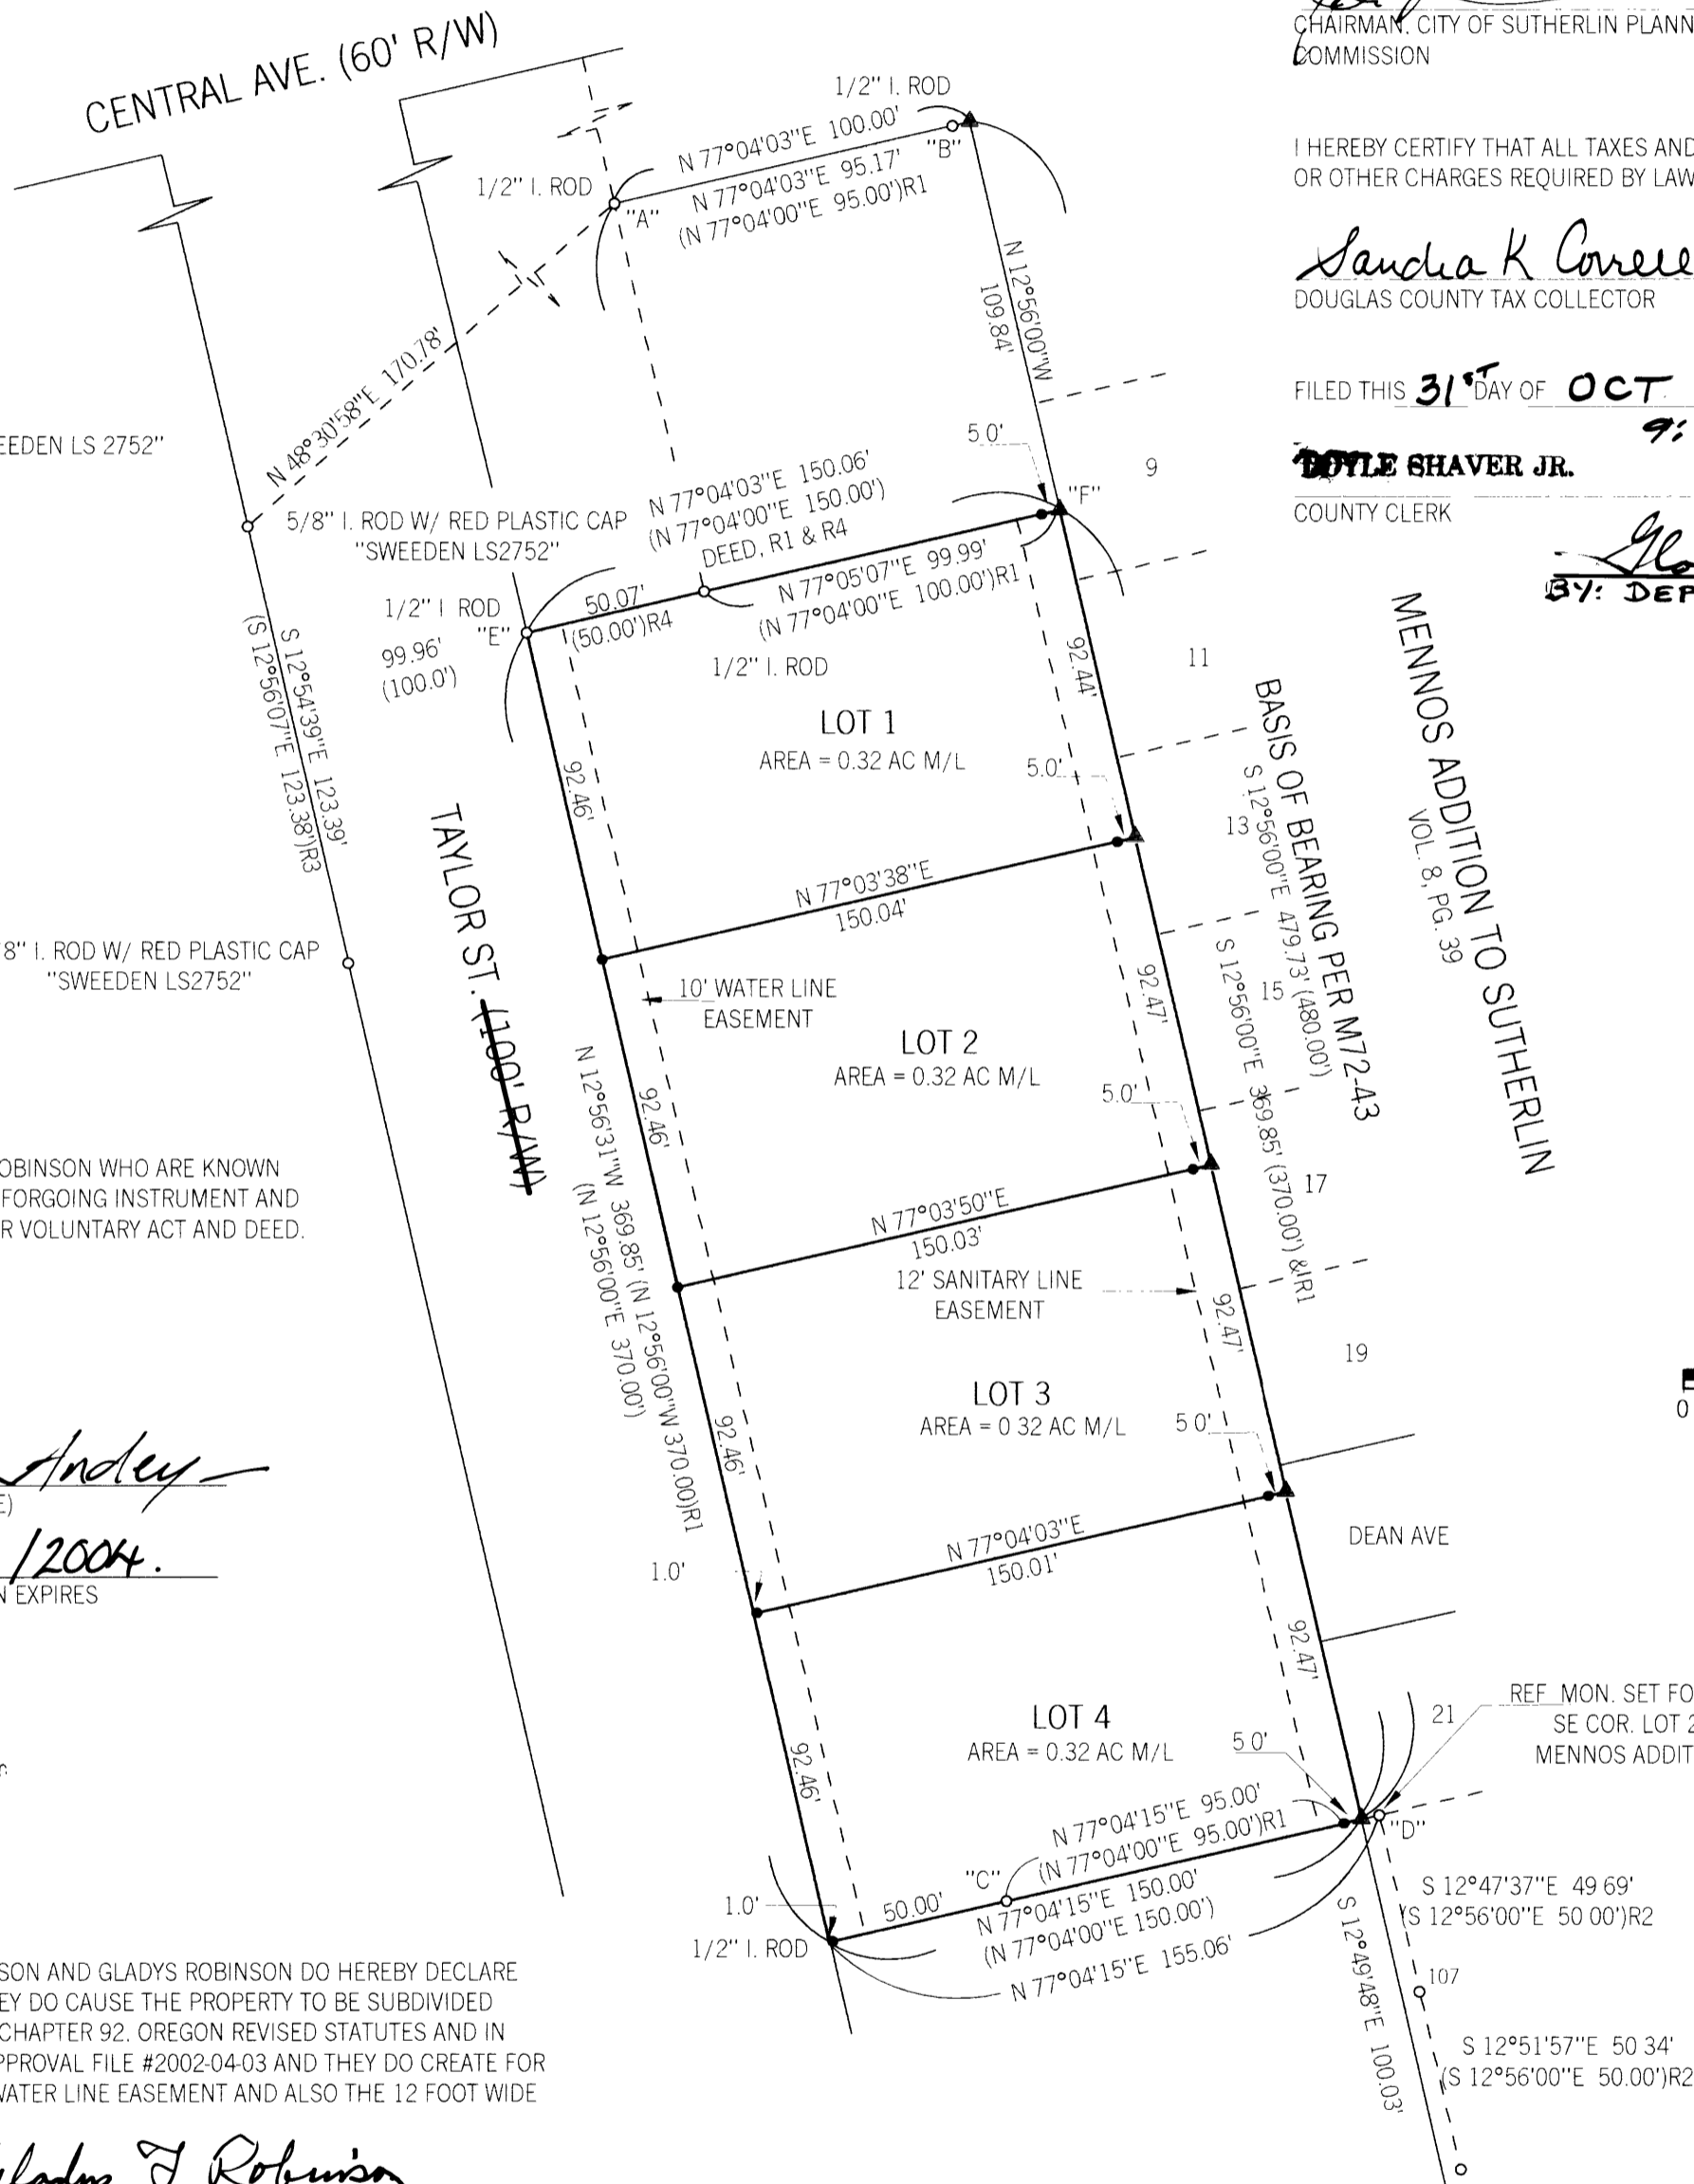 CENTRAL AVE. (60' R/W)
CHAIRMAN. CITY OF SUTHERLIN PLANN
COMMISSION
1/2" I. ROD
N 77°04'03"E 100.00'
"B"
N 77°04'03"E 95.17'
(N 77°04'00"E 95.00')R1
1/2" I. ROD
"A"
I HEREBY CERTIFY THAT ALL TAXES AND
OR OTHER CHARGES REQUIRED BY LAW
Sandra K
DOUGLAS COUNTY TAX COLLECTOR
N 12°56'00"W
109.84'
N 48°30'58"E 170.78'
FILED THIS 31ST DAY OF OCT
9:
DOYLE SHAVER JR.
COUNTY CLERK
BY: DEP
EEDEN LS 2752"
5.0'
9
"F"
5/8" I. ROD W/ RED PLASTIC CAP
"SWEEDEN LS2752"
N 77°04'03"E 150.06'
(N 77°04'00"E 150.00')
DEED, R1 & R4
N 77°05'07"E 99.99'
(N 77°04'00"E 100.00')R1
1/2" I ROD
"E"
50.07'
(50.00')R4
99.96'
(100.0')
1/2" I. ROD
S 12°54'39"E 123.39'
(S 12°56'07"E 123.38')R3
92.44'
11
LOT 1
AREA = 0.32 AC M/L
5.0'
92.46'
MENNOS ADDITION TO SUTHERLIN
VOL. 8, PG. 39
BASIS OF BEARING PER M72-43
S 12°56'00"E 479.73' (480.00')
S 12°56'00"E 369.85' (370.00') & R1
13
TAYLOR ST. (100' R/W)
N 77°03'38"E
150.04'
/8" I. ROD W/ RED PLASTIC CAP
"SWEEDEN LS2752"
10' WATER LINE
EASEMENT
92.47'
15
LOT 2
AREA = 0.32 AC M/L
5.0'
92.46'
N 12°56'31"W 369.85' (N 12°56'00"W 370.00)R1
(N 12°56'00"E 370.00')
OBINSON WHO ARE KNOWN
FORGOING INSTRUMENT AND
R VOLUNTARY ACT AND DEED.
17
N 77°03'50"E
150.03'
12' SANITARY LINE
EASEMENT
92.47'
19
LOT 3
AREA = 0 32 AC M/L
5 0'
92.46'
0
Andey
E)
/2004.
N EXPIRES
N 77°04'03"E
150.01'
1.0'
DEAN AVE
92.47'
LOT 4
AREA = 0.32 AC M/L
5 0'
92.46'
21
REF MON. SET FO
SE COR. LOT 2
MENNOS ADDIT
N 77°04'15"E 95.00'
(N 77°04'00"E 95.00')R1
"D"
"C"
50.00'
1.0'
1/2" I. ROD
N 77°04'15"E 150.00'
(N 77°04'00"E 150.00')
N 77°04'15"E 155.06'
S 12°47'37"E 49 69'
(S 12°56'00"E 50 00')R2
S 12°49'48"E 100.03'
107
S 12°51'57"E 50 34'
(S 12°56'00"E 50.00')R2
SON AND GLADYS ROBINSON DO HEREBY DECLARE
EY DO CAUSE THE PROPERTY TO BE SUBDIVIDED
CHAPTER 92. OREGON REVISED STATUTES AND IN
PPROVAL FILE #2002-04-03 AND THEY DO CREATE FOR
WATER LINE EASEMENT AND ALSO THE 12 FOOT WIDE
ladys F Robinson